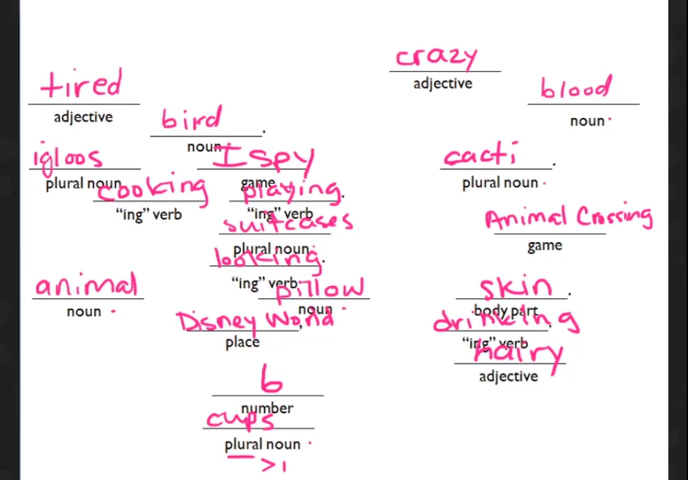 tired
adjective
bird
noun
.
igloos
plural noun
I spy
game
cooking
"ing" verb
playing
.
"ing" verb
suitcases
plural noun
looking
.
"ing" verb
animal
noun
pillow
noun
Disney World
,
place
6
number
cups
plural noun
>1
crazy
adjective
blood
noun
cacti
.
plural noun
Animal Crossing
game
skin
.
body part
drinking
"ing" verb
hairy
adjective